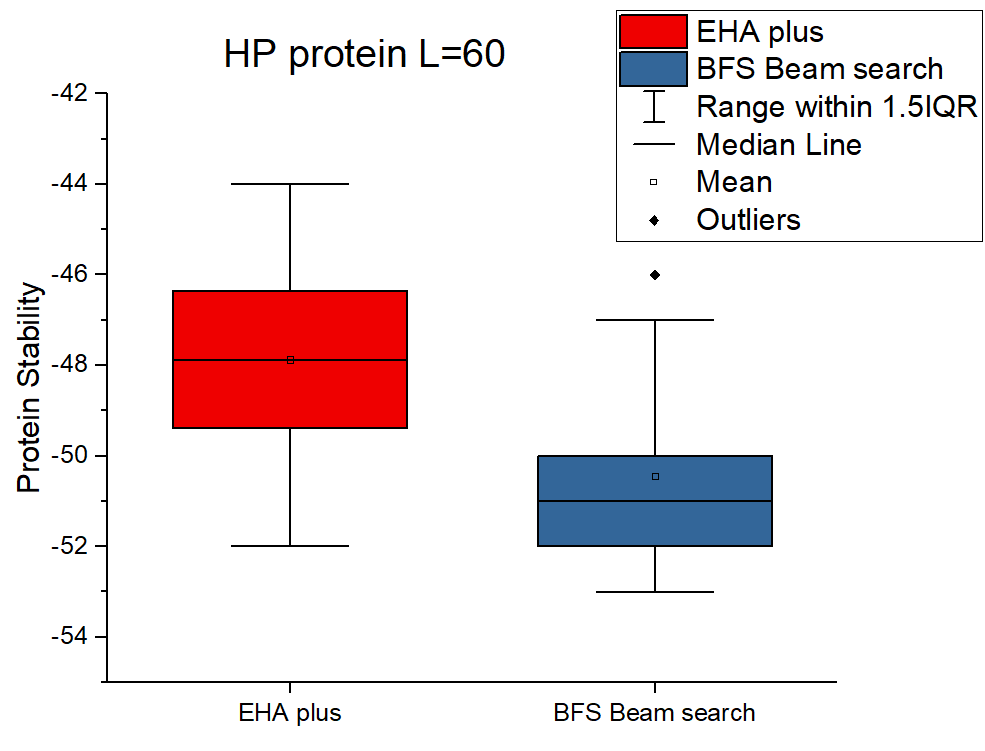 HP protein L=60
EHA plus
BFS Beam search
Range within 1.5IQR
Median Line
Mean
Outliers
Protein Stability
-42
-44
-46
-48
-50
-52
-54
EHA plus
BFS Beam search